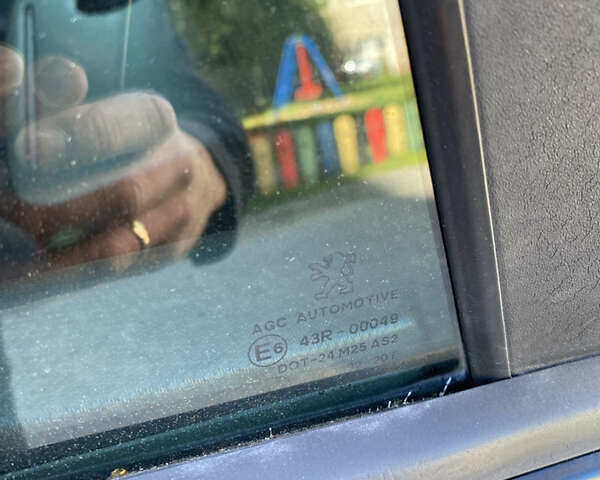 AGC AUTOMOTIVE
E6 43R-00049
DOT-24 M25 AS2